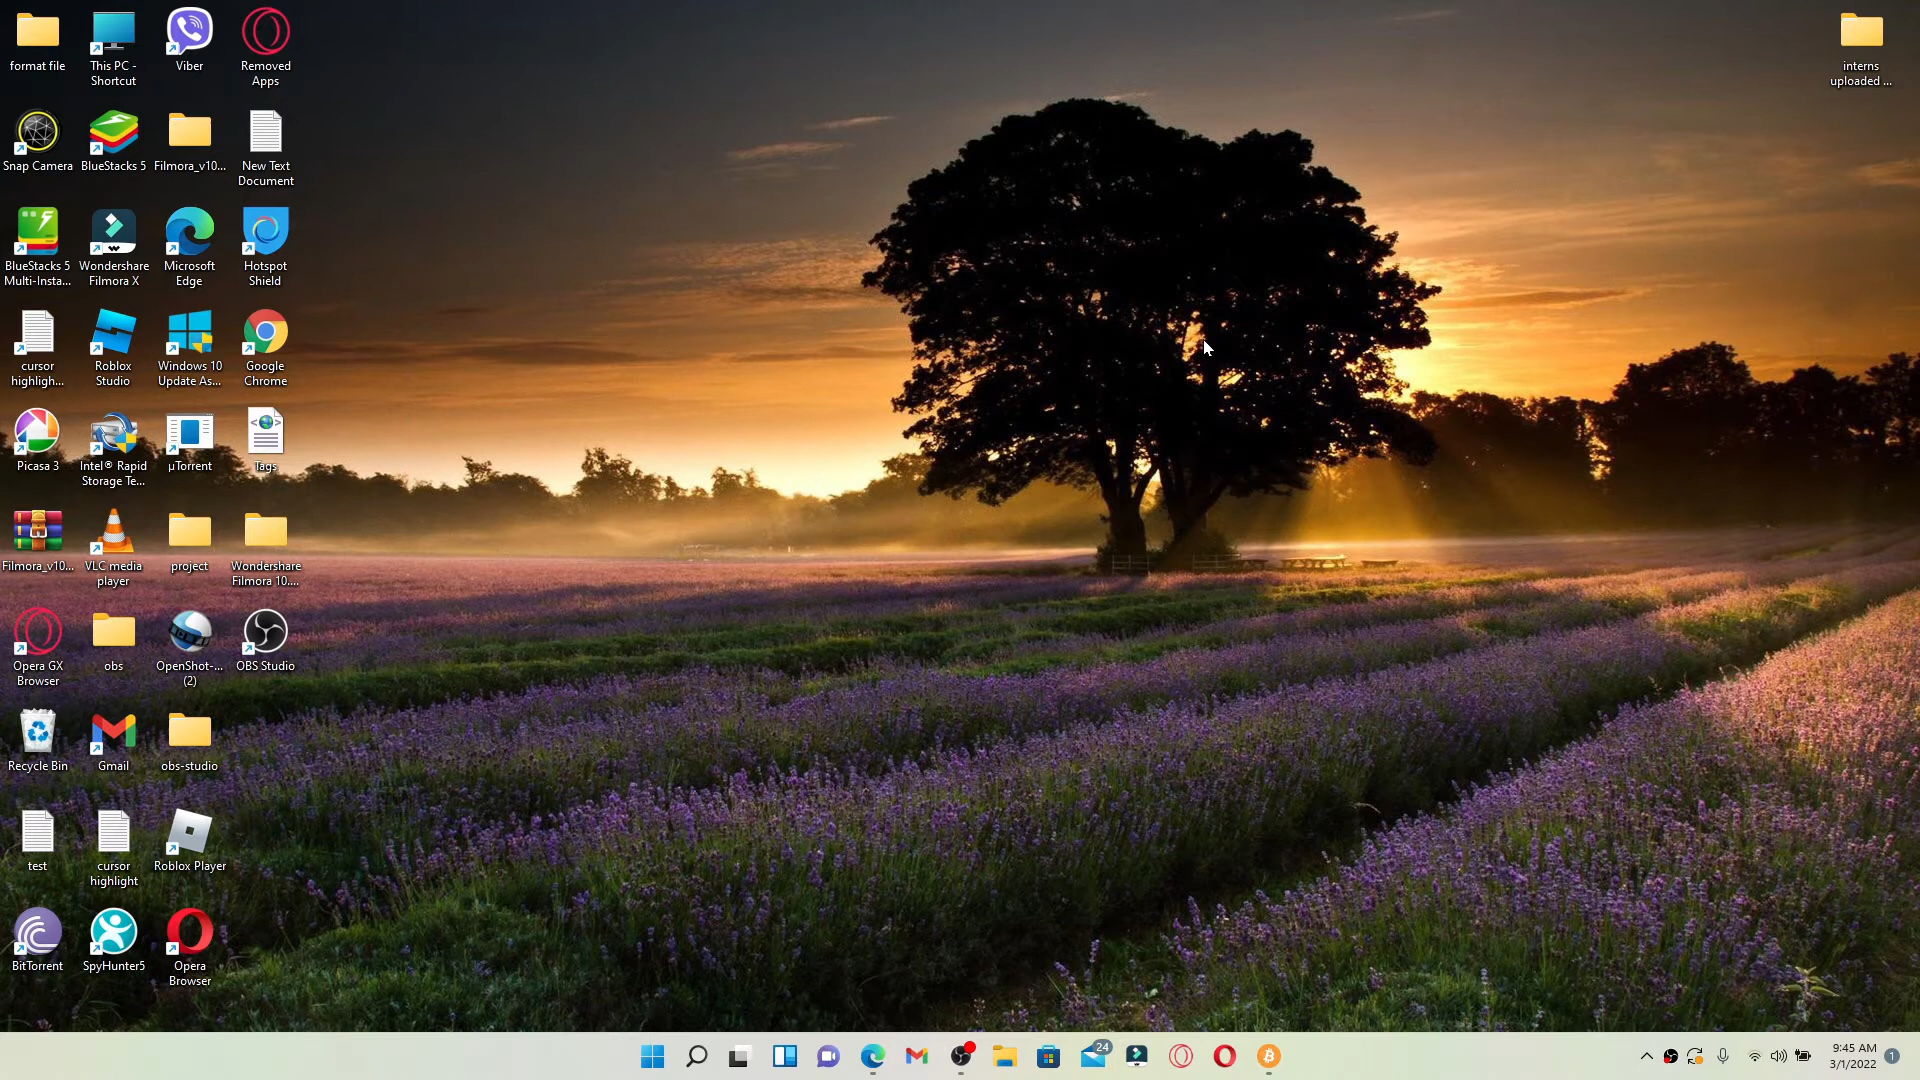 format file
This PC -
Shortcut
Viber
Removed
Apps
interns
uploaded ...
Snap Camera
BlueStacks 5
Filmora_v10...
New Text
Document
BlueStacks 5
Multi-Insta...
Wondershare
Filmora X
Microsoft
Edge
Hotspot
Shield
cursor
highligh...
Roblox
Studio
Windows 10
Update As...
Google
Chrome
Picasa 3
Intel® Rapid
Storage Te...
µTorrent
Tags
Filmora_v10...
VLC media
player
project
Wondershare
Filmora 10....
Opera GX
Browser
obs
OpenShot-...
(2)
OBS Studio
Recycle Bin
Gmail
obs-studio
test
cursor
highlight
Roblox Player
BitTorrent
SpyHunter5
Opera
Browser
24
9:45 AM
3/1/2022
1